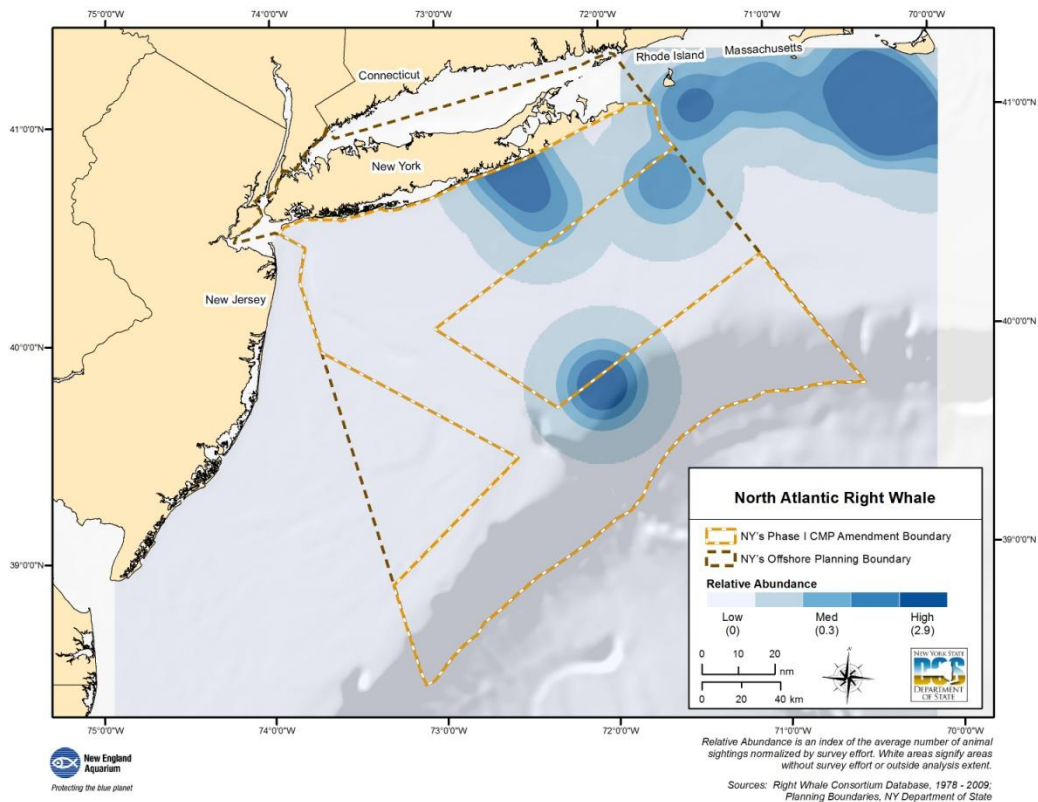 75°0'0"W 74°0'0"W 73°0'0"W 72°0'0"W 71°0'0"W 70°0'0"W
Rhode Island
Massachusetts
Connecticut
41°0'0"N
41°0'0"N
New York
New Jersey
40°0'0"N
40°0'0"N
39°0'0"N
39°0'0"N
North Atlantic Right Whale
NY's Phase I CMP Amendment Boundary
NY's Offshore Planning Boundary
Relative Abundance
Low Med High
(0) (0.3) (2.9)
0 10 20
nm
0 20 40
km
N
NEW YORK STATE
DOS
DEPARTMENT
OF STATE
75°0'0"W 74°0'0"W 73°0'0"W 72°0'0"W 71°0'0"W 70°0'0"W
New England
Aquarium
Protecting the blue planet
Relative Abundance is an index of the average number of animal
sightings normalized by survey effort. White areas signify areas
without survey effort or outside analysis extent.
Sources: Right Whale Consortium Database, 1978 - 2009;
Planning Boundaries, NY Department of State